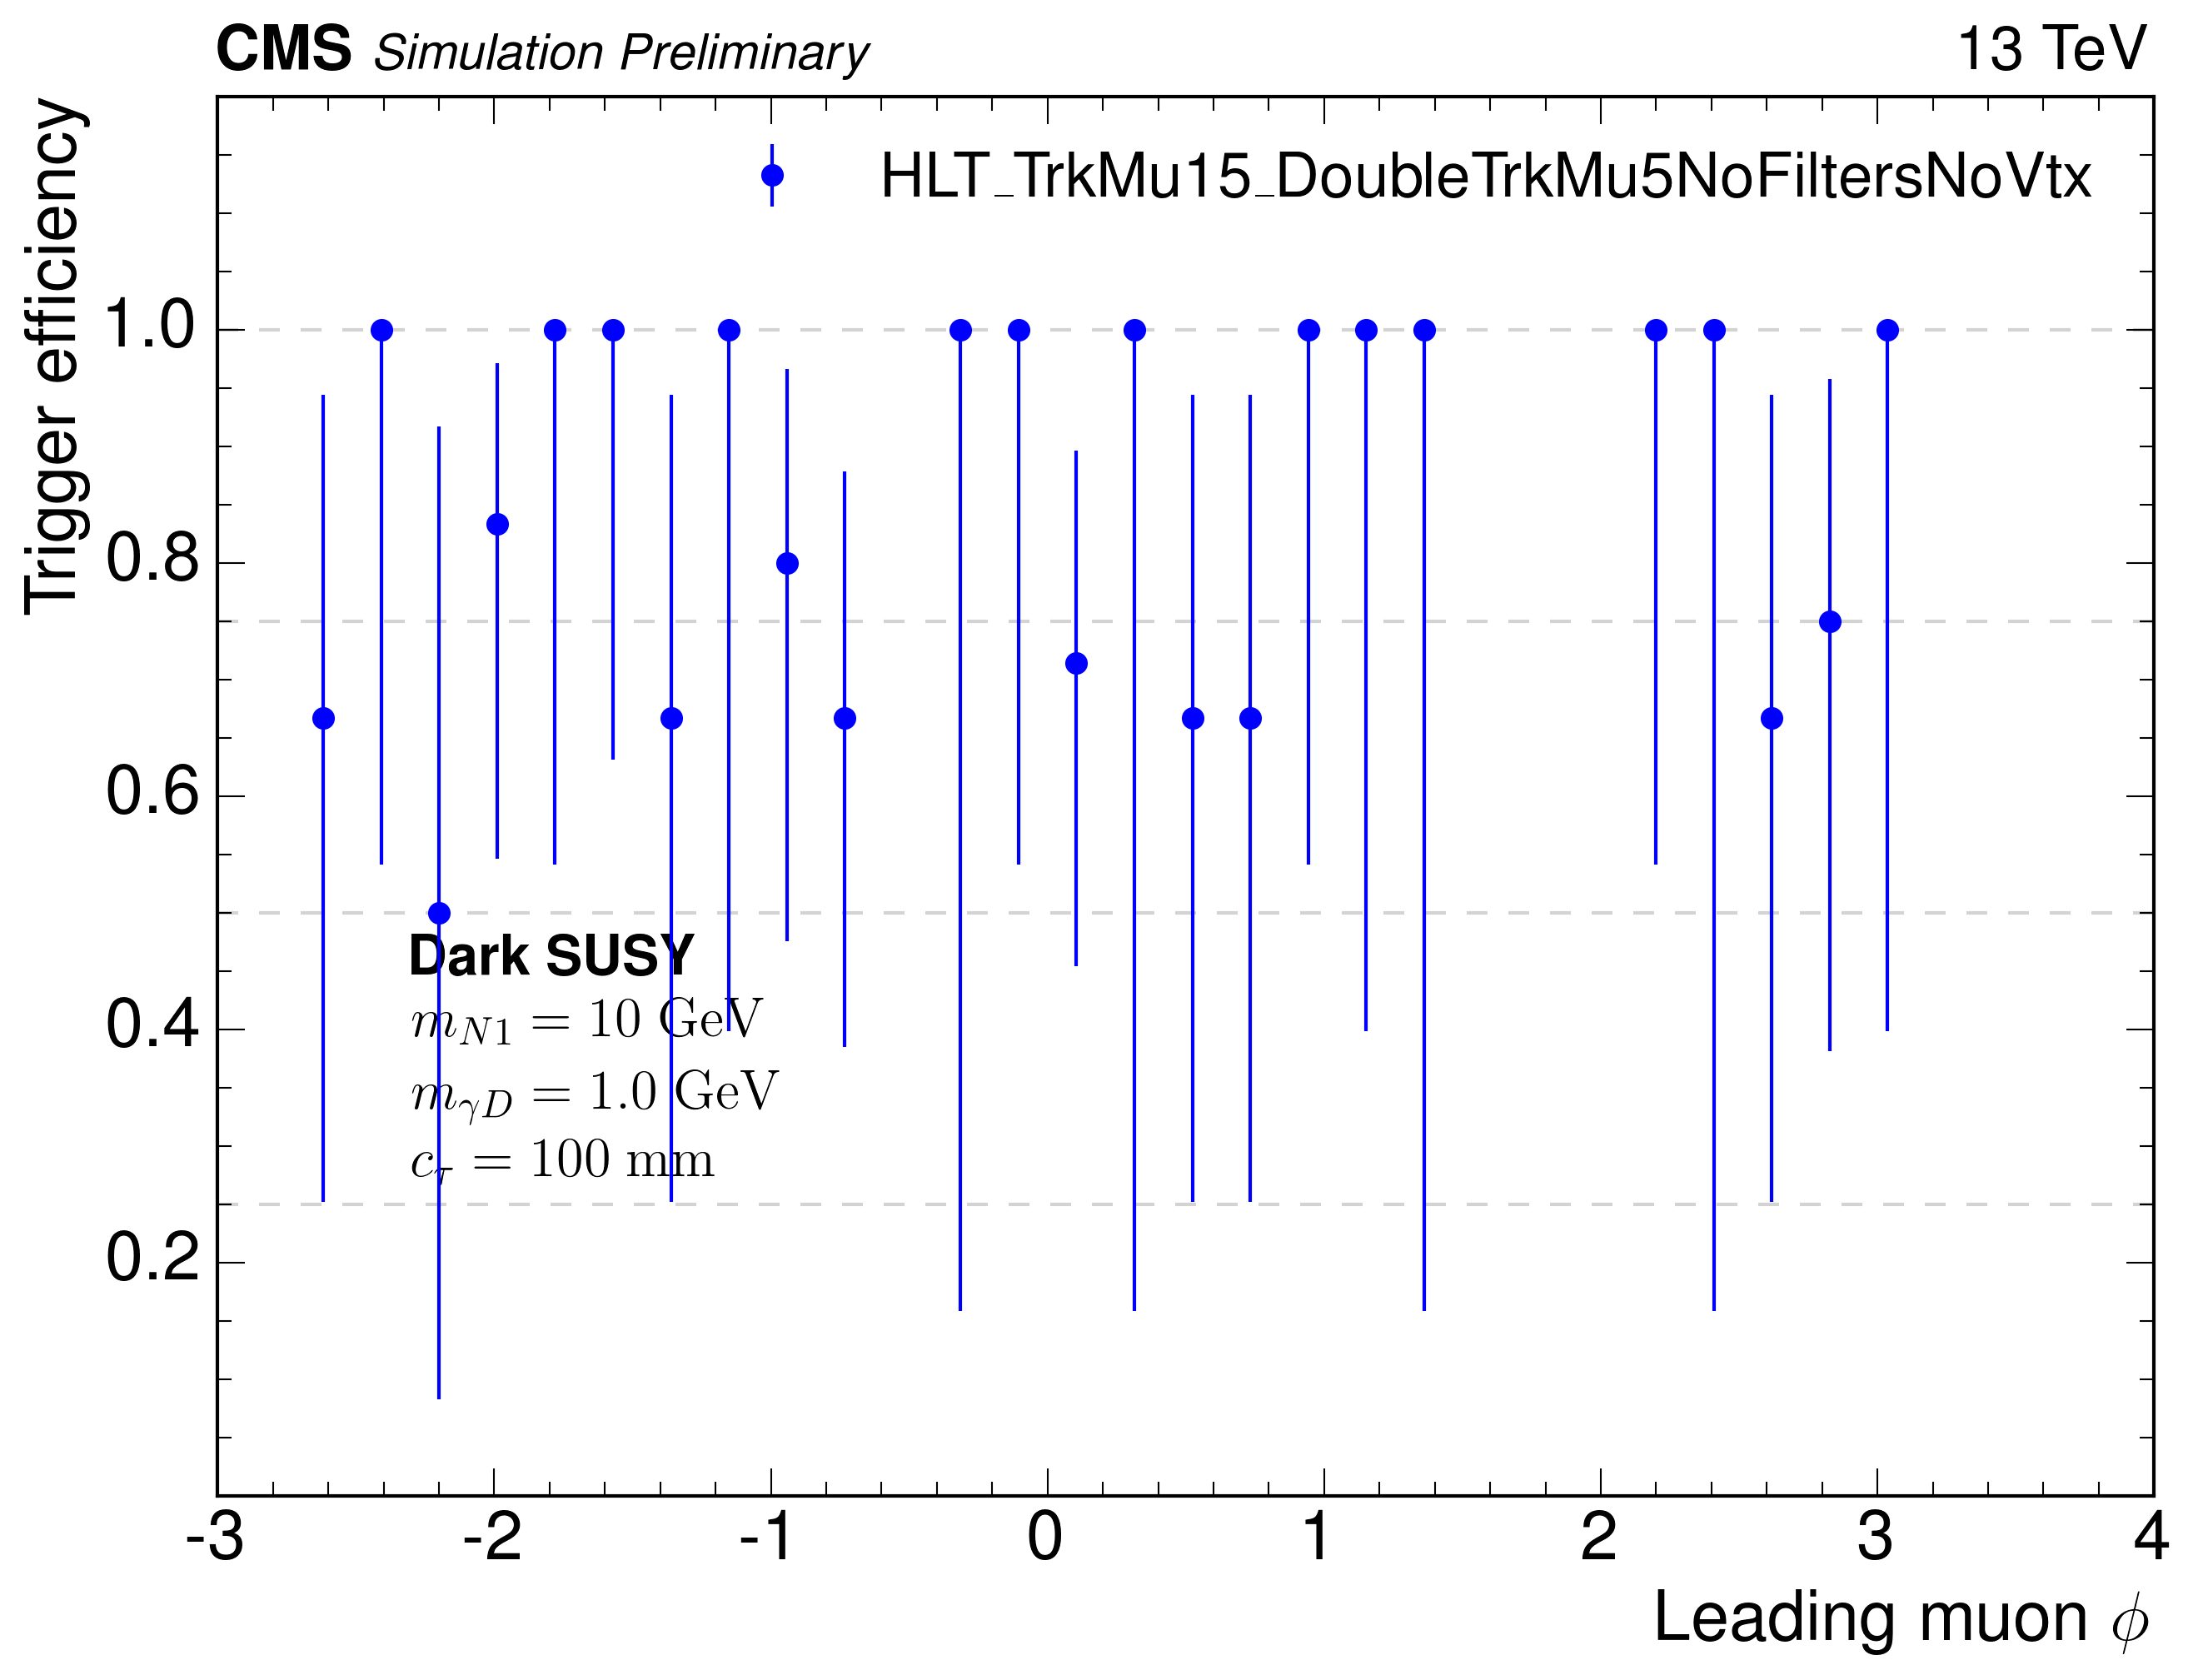 CMS Simulation Preliminary 13 TeV
Trigger efficiency
HLT_TrkMu15_DoubleTrkMu5NoFiltersNoVtx
1.0
0.8
0.6
0.4
0.2
Dark SUSY
m_{N1} = 10 GeV
m_{γD} = 1.0 GeV
c_τ = 100 mm
-3 -2 -1 0 1 2 3 4
Leading muon ϕ